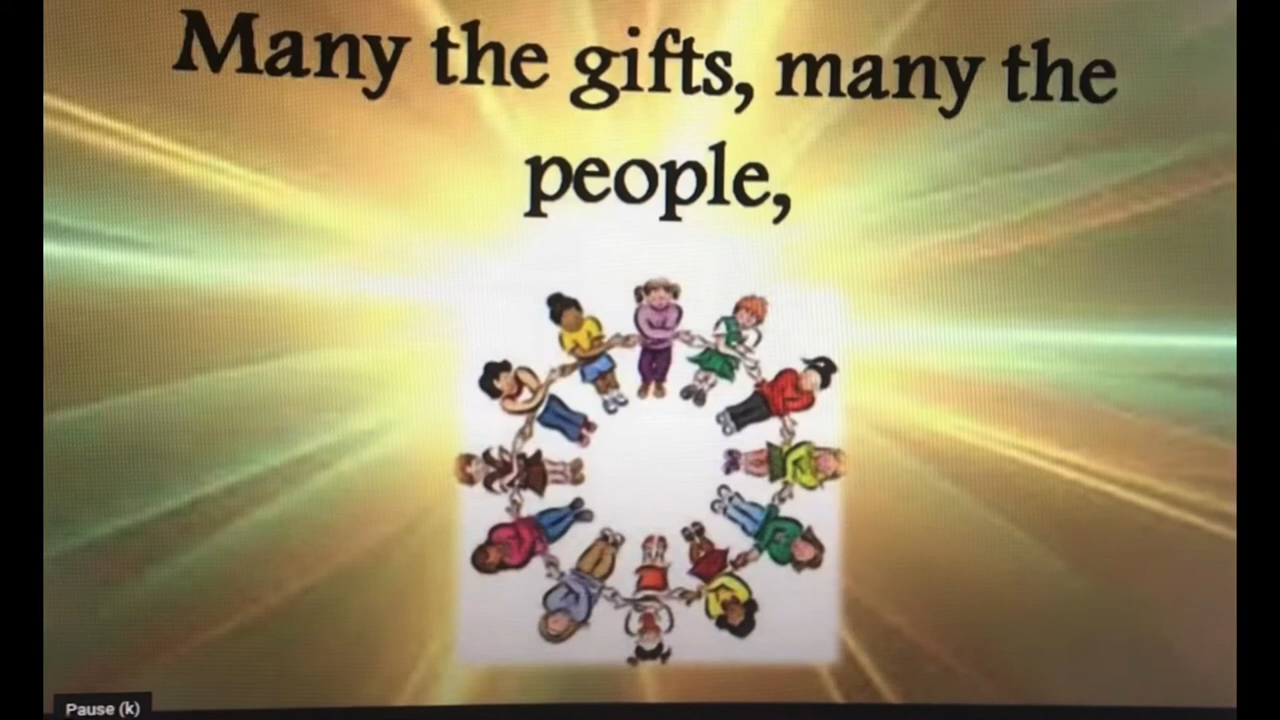 Many the gifts, many the
people,
Pause (k)